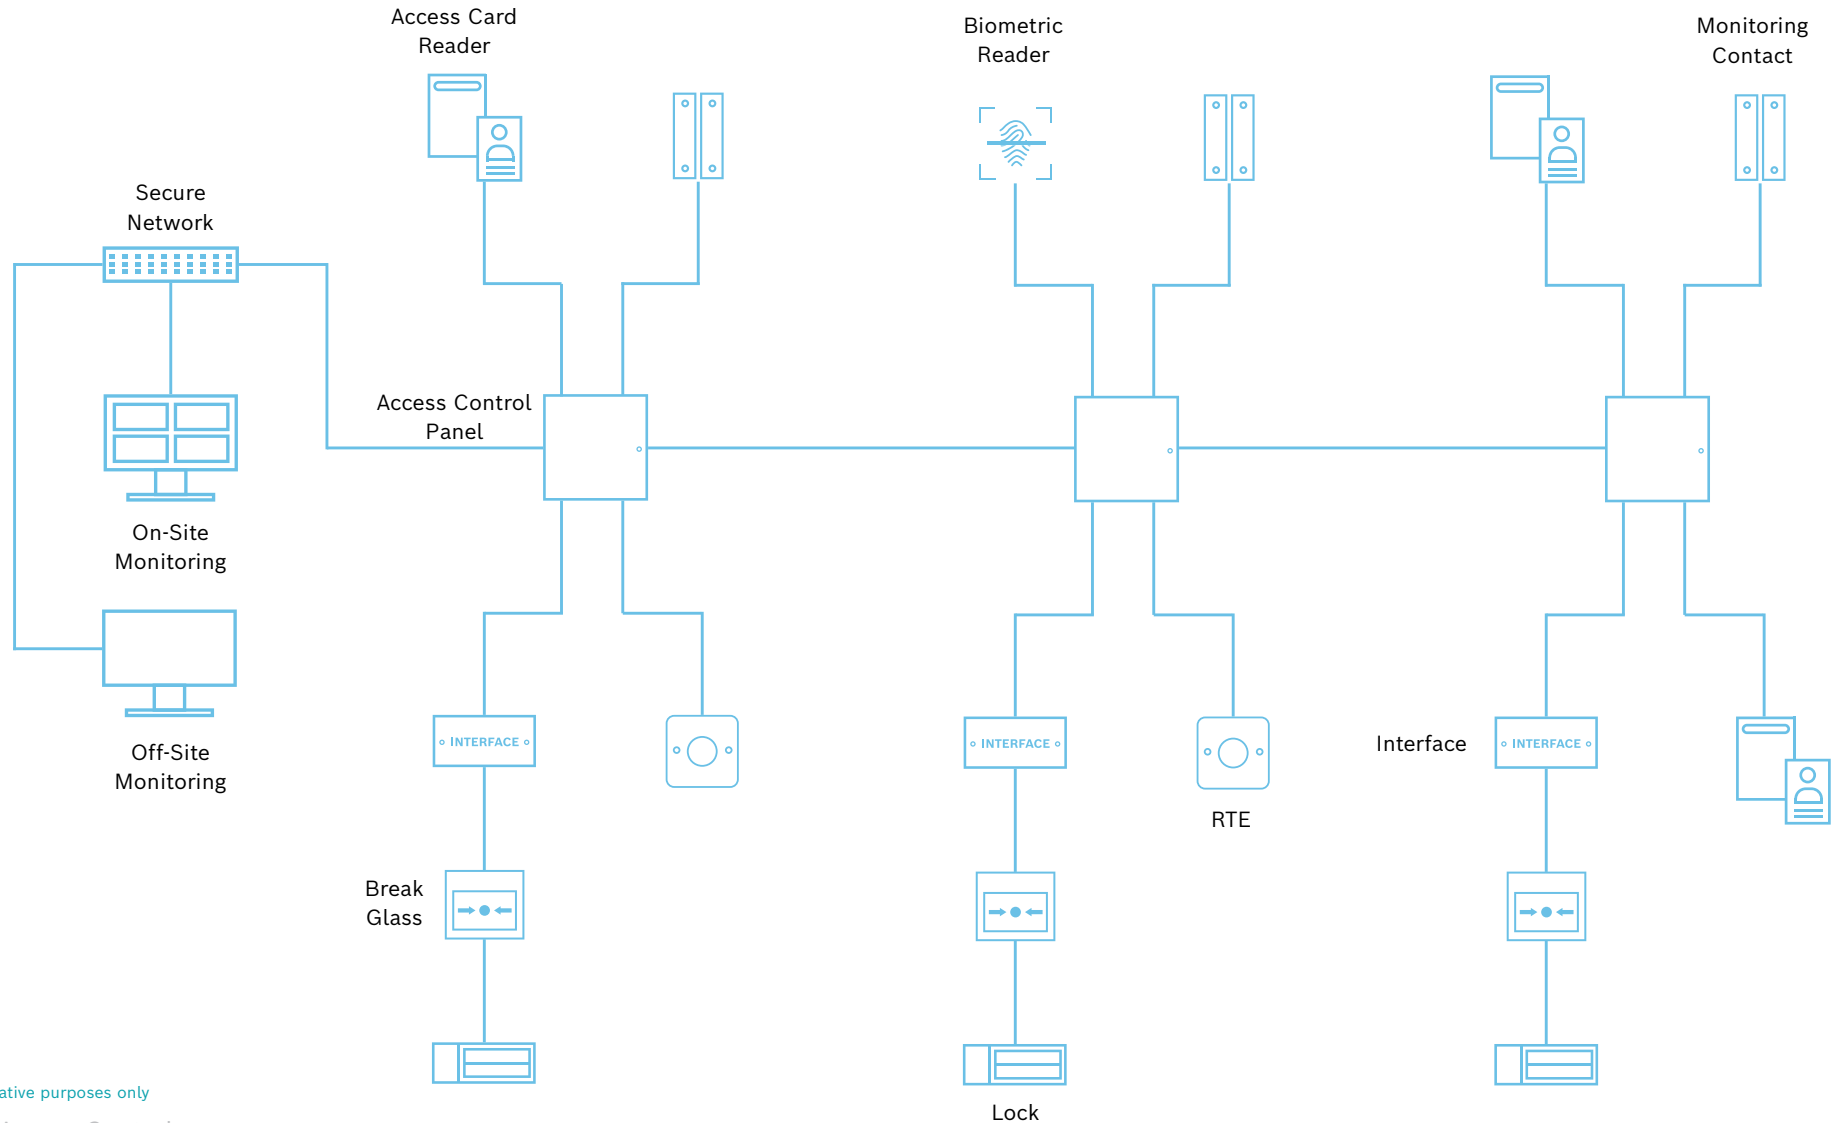 Access Card
Reader
Biometric
Reader
Monitoring
Contact
Secure
Network
Access Control
Panel
On-Site
Monitoring
Off-Site
Monitoring
INTERFACE
INTERFACE
Interface
INTERFACE
RTE
Break
Glass
Lock
purposes only